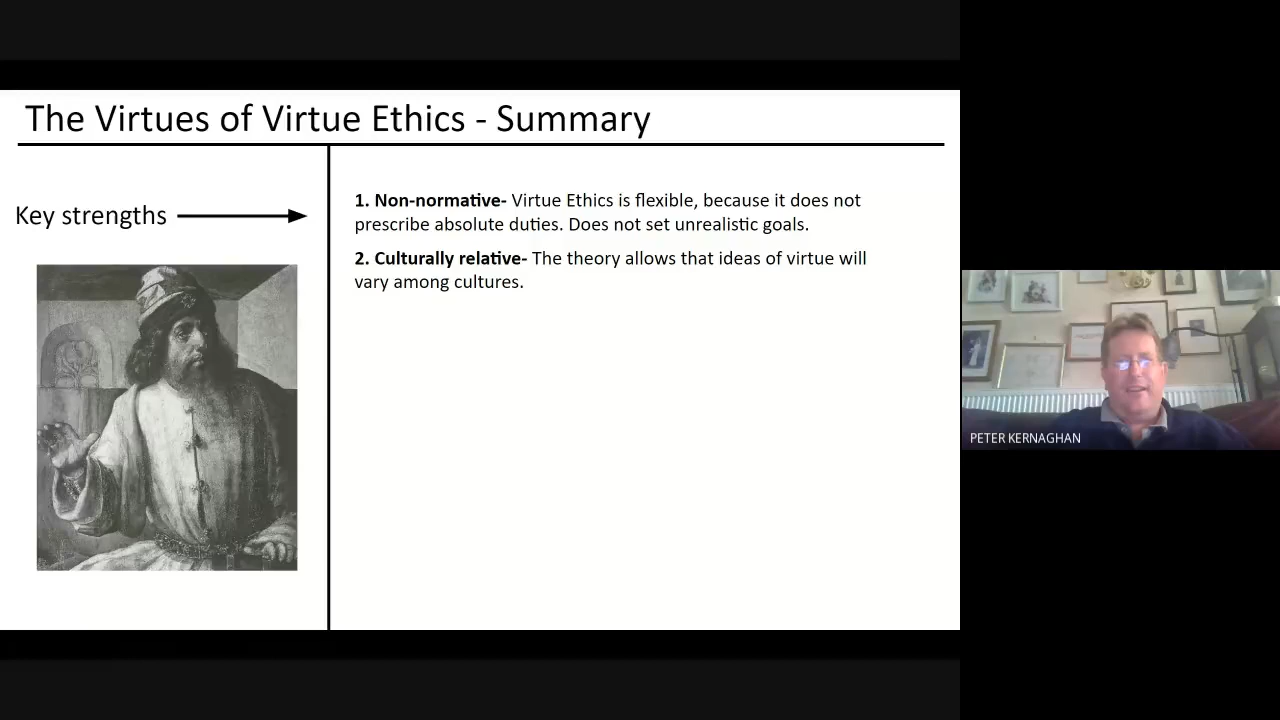 The Virtues of Virtue Ethics - Summary
Key strengths
1. Non-normative- Virtue Ethics is flexible, because it does not
prescribe absolute duties. Does not set unrealistic goals.
2. Culturally relative- The theory allows that ideas of virtue will
vary among cultures.
PETER KERNAGHAN